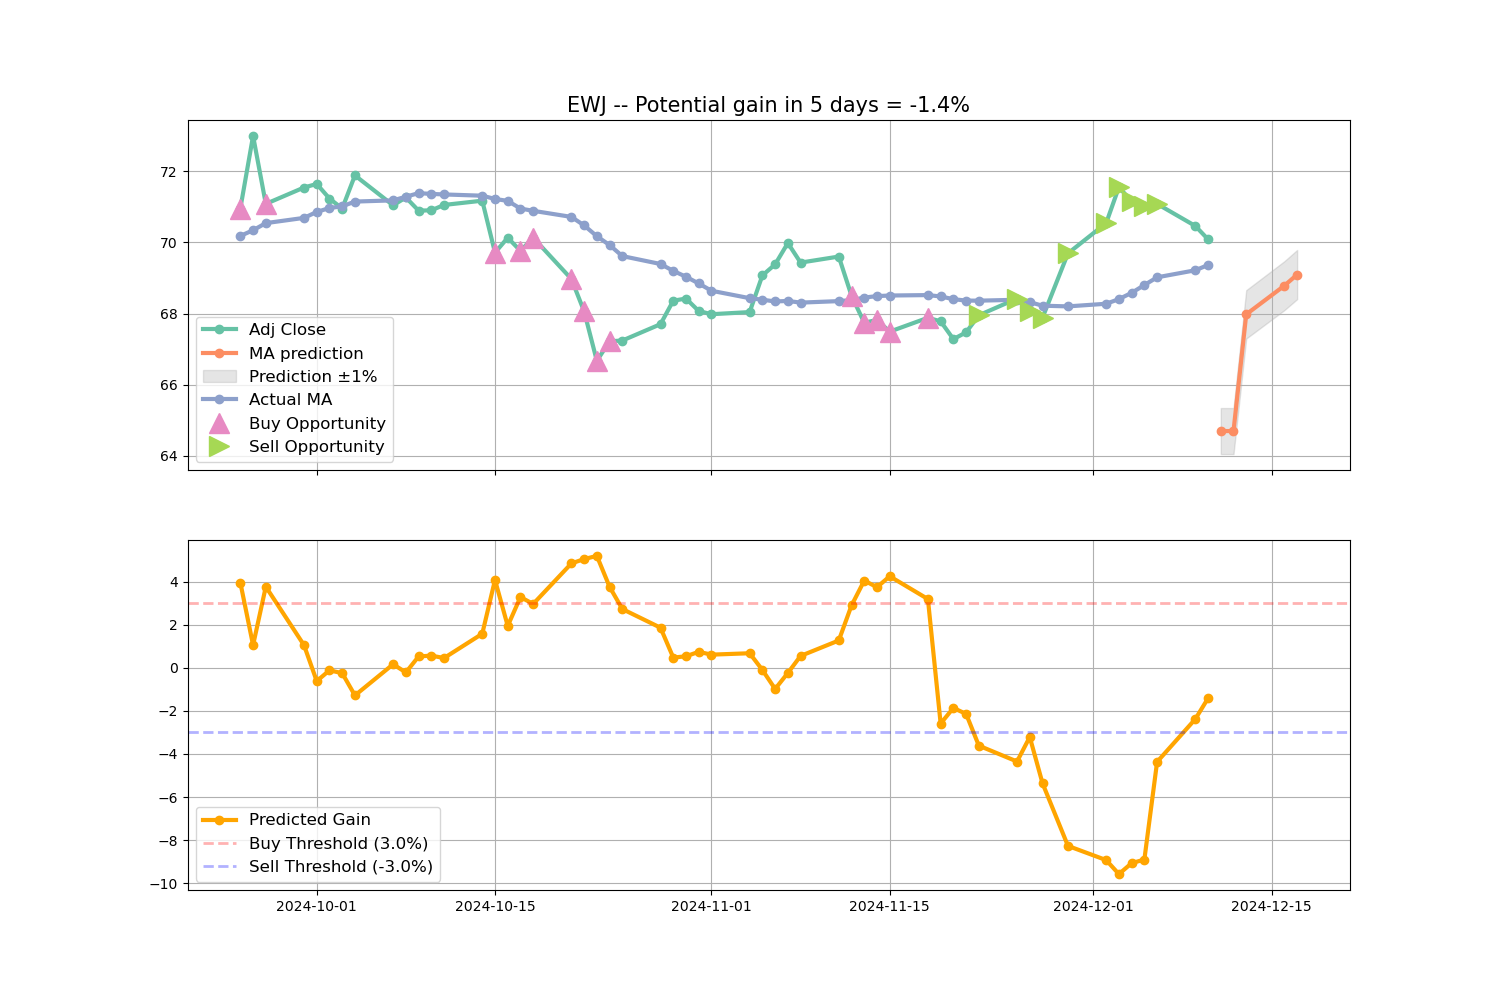 EWJ -- Potential gain in 5 days = -1.4%
72
70
68
66
64
Adj Close
MA prediction
Prediction ±1%
Actual MA
Buy Opportunity
Sell Opportunity
4
2
0
−2
−4
−6
−8
−10
Predicted Gain
Buy Threshold (3.0%)
Sell Threshold (-3.0%)
2024-10-01
2024-10-15
2024-11-01
2024-11-15
2024-12-01
2024-12-15